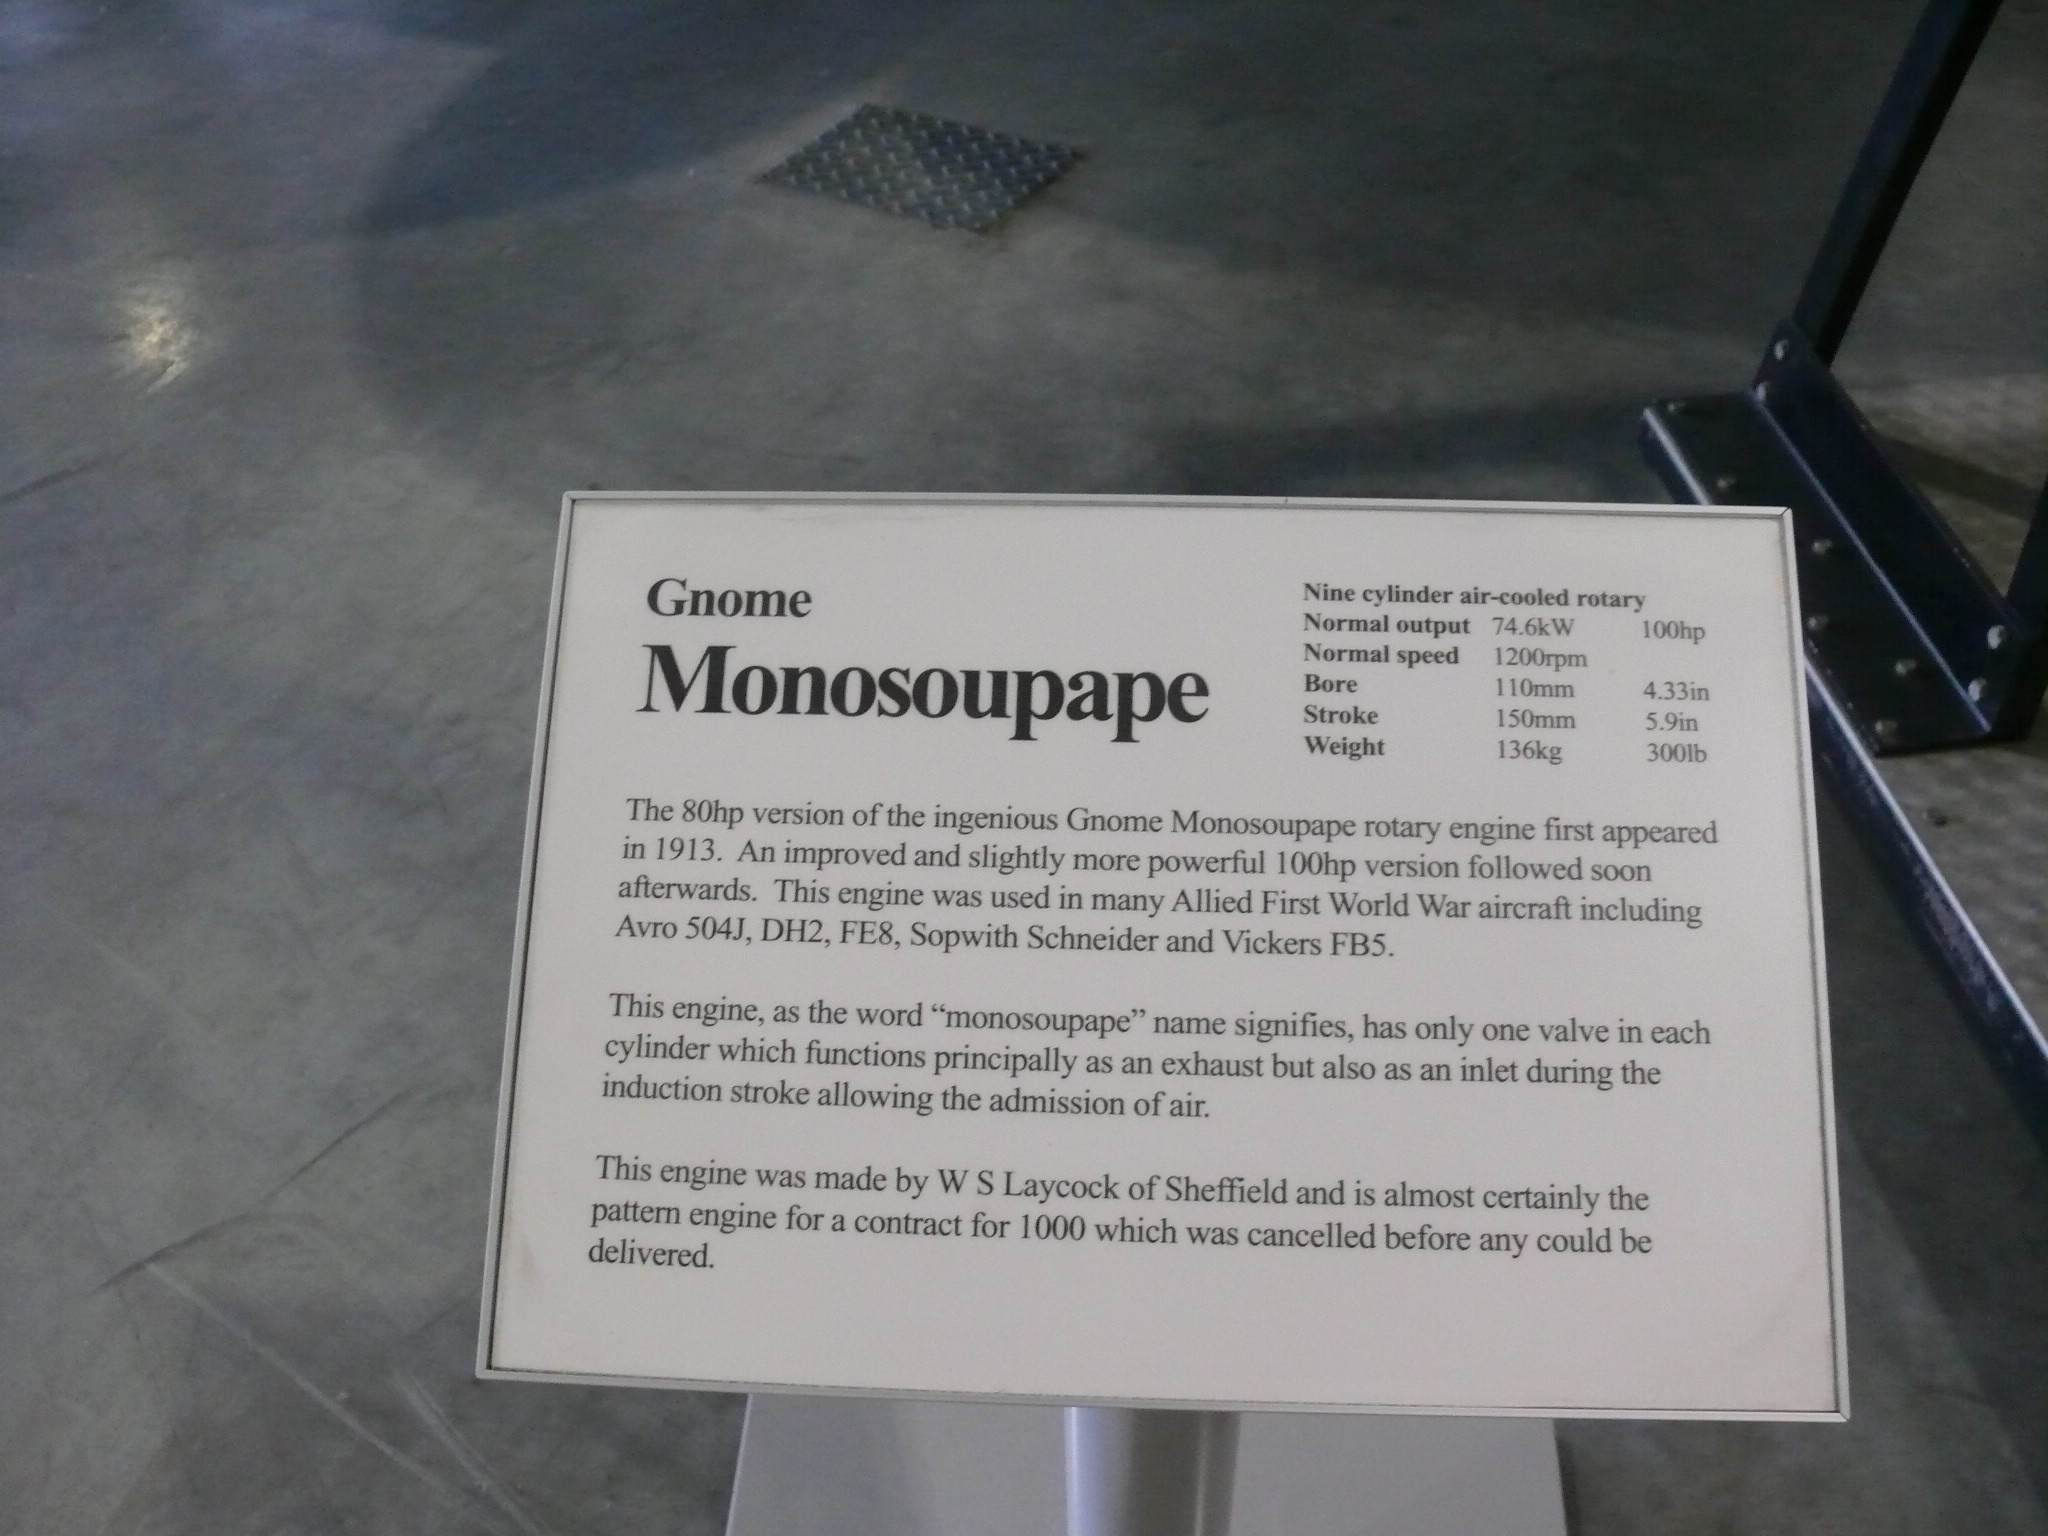 Gnome
Monosoupape
Nine cylinder air-cooled rotary
Normal output 74.6kW 100hp
Normal speed 1200rpm
Bore 110mm 4.33in
Stroke 150mm 5.9in
Weight 136kg 300lb
The 80hp version of the ingenious Gnome Monosoupape rotary engine first appeared
in 1913. An improved and slightly more powerful 100hp version followed soon
afterwards. This engine was used in many Allied First World War aircraft including
Avro 504J, DH2, FE8, Sopwith Schneider and Vickers FB5.
This engine, as the word “monosoupape” name signifies, has only one valve in each
cylinder which functions principally as an exhaust but also as an inlet during the
induction stroke allowing the admission of air.
This engine was made by W S Laycock of Sheffield and is almost certainly the
pattern engine for a contract for 1000 which was cancelled before any could be
delivered.